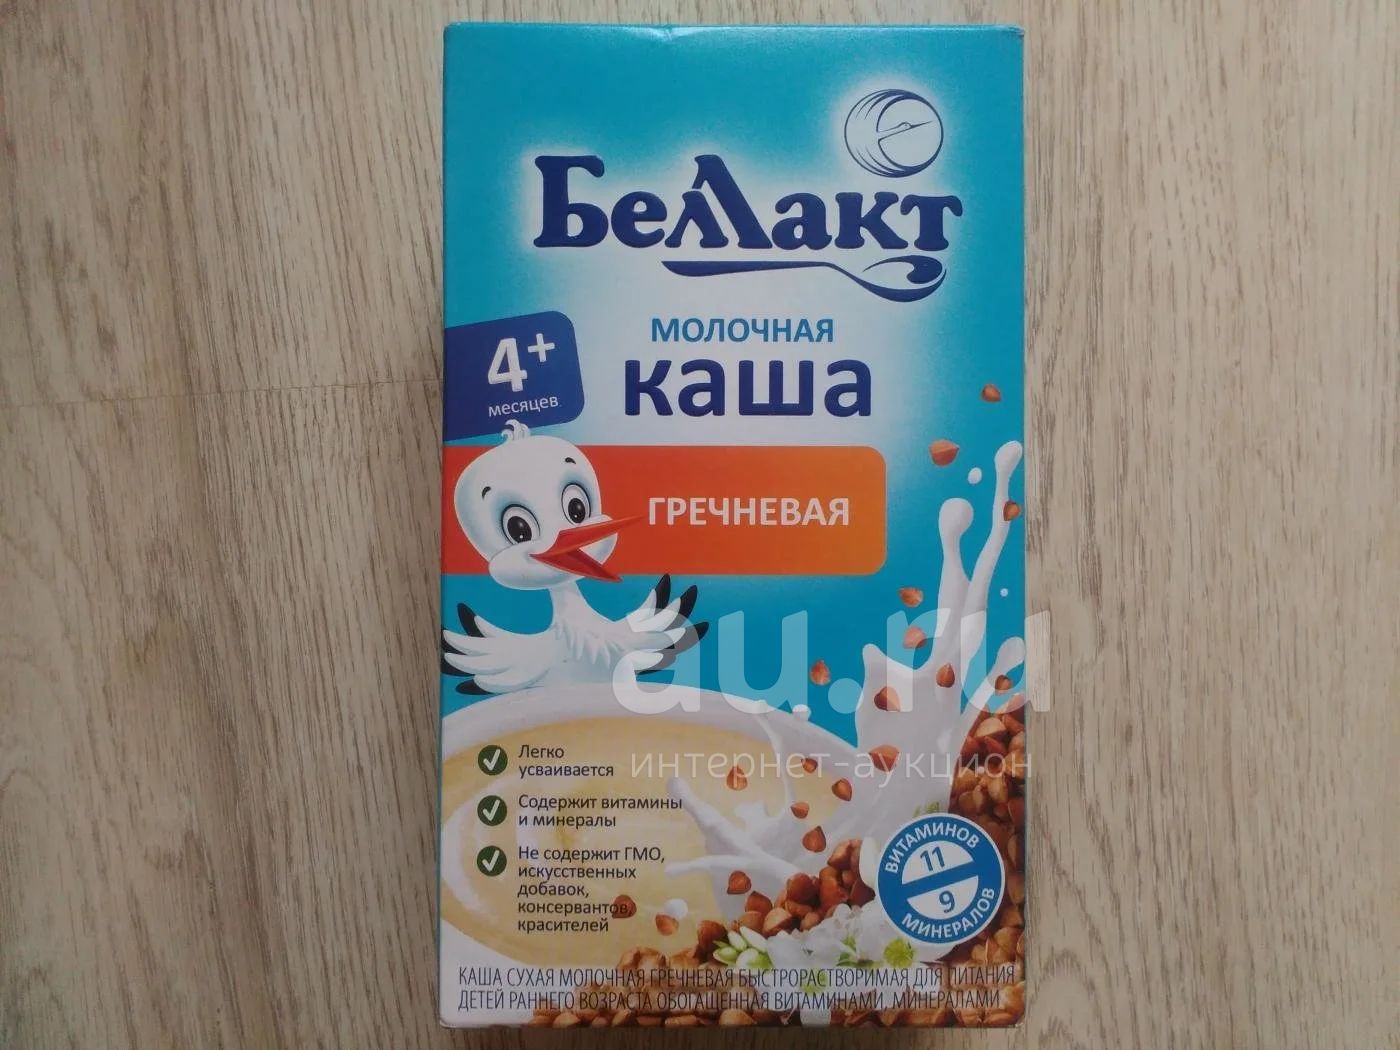 Беллакт
4+
месяцев
МОЛОЧНАЯ
каша
ГРЕЧНЕВАЯ
au.ru
интернет-аукцион
Легко
усваивается
Содержит витамины
и минералы
Не содержит ГМО,
искусственных
добавок,
консервантов,
красителей
ВИТАМИНОВ
11
9
МИНЕРАЛОВ
КАША СУХАЯ МОЛОЧНАЯ ГРЕЧНЕВАЯ БЫСТРОРАСТВОРИМАЯ ДЛЯ ПИТАНИЯ
ДЕТЕЙ РАННЕГО ВОЗРАСТА ОБОГАЩЕННАЯ ВИТАМИНАМИ, МИНЕРАЛАМИ